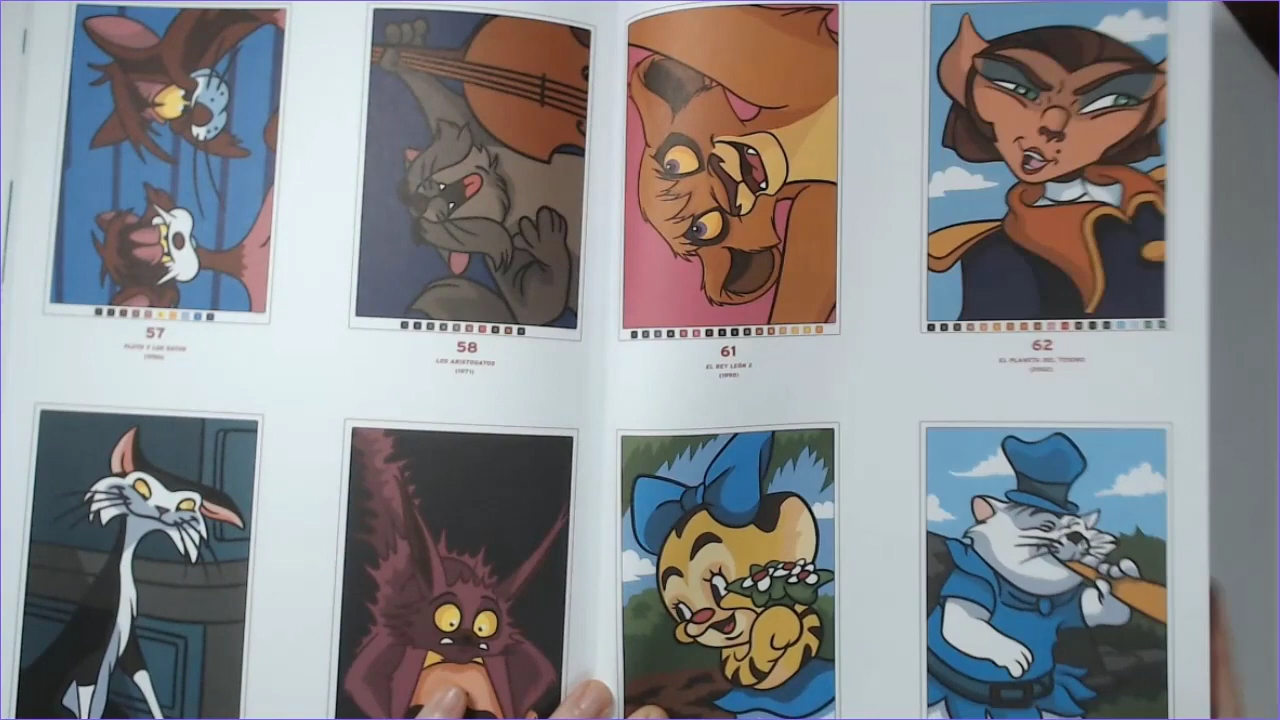 57
PLUTO Y LOS GATOS
58
LOS ARISTOGATOS
(1971)
61
EL REY LEÓN 2
(1998)
62
EL PLANETA DEL TESORO
(2002)